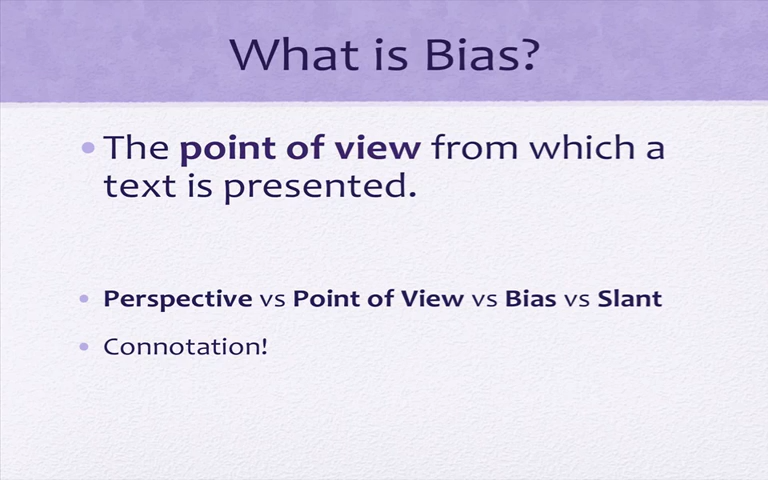 What is Bias?
• The point of view from which a
text is presented.
• Perspective vs Point of View vs Bias vs Slant
• Connotation!